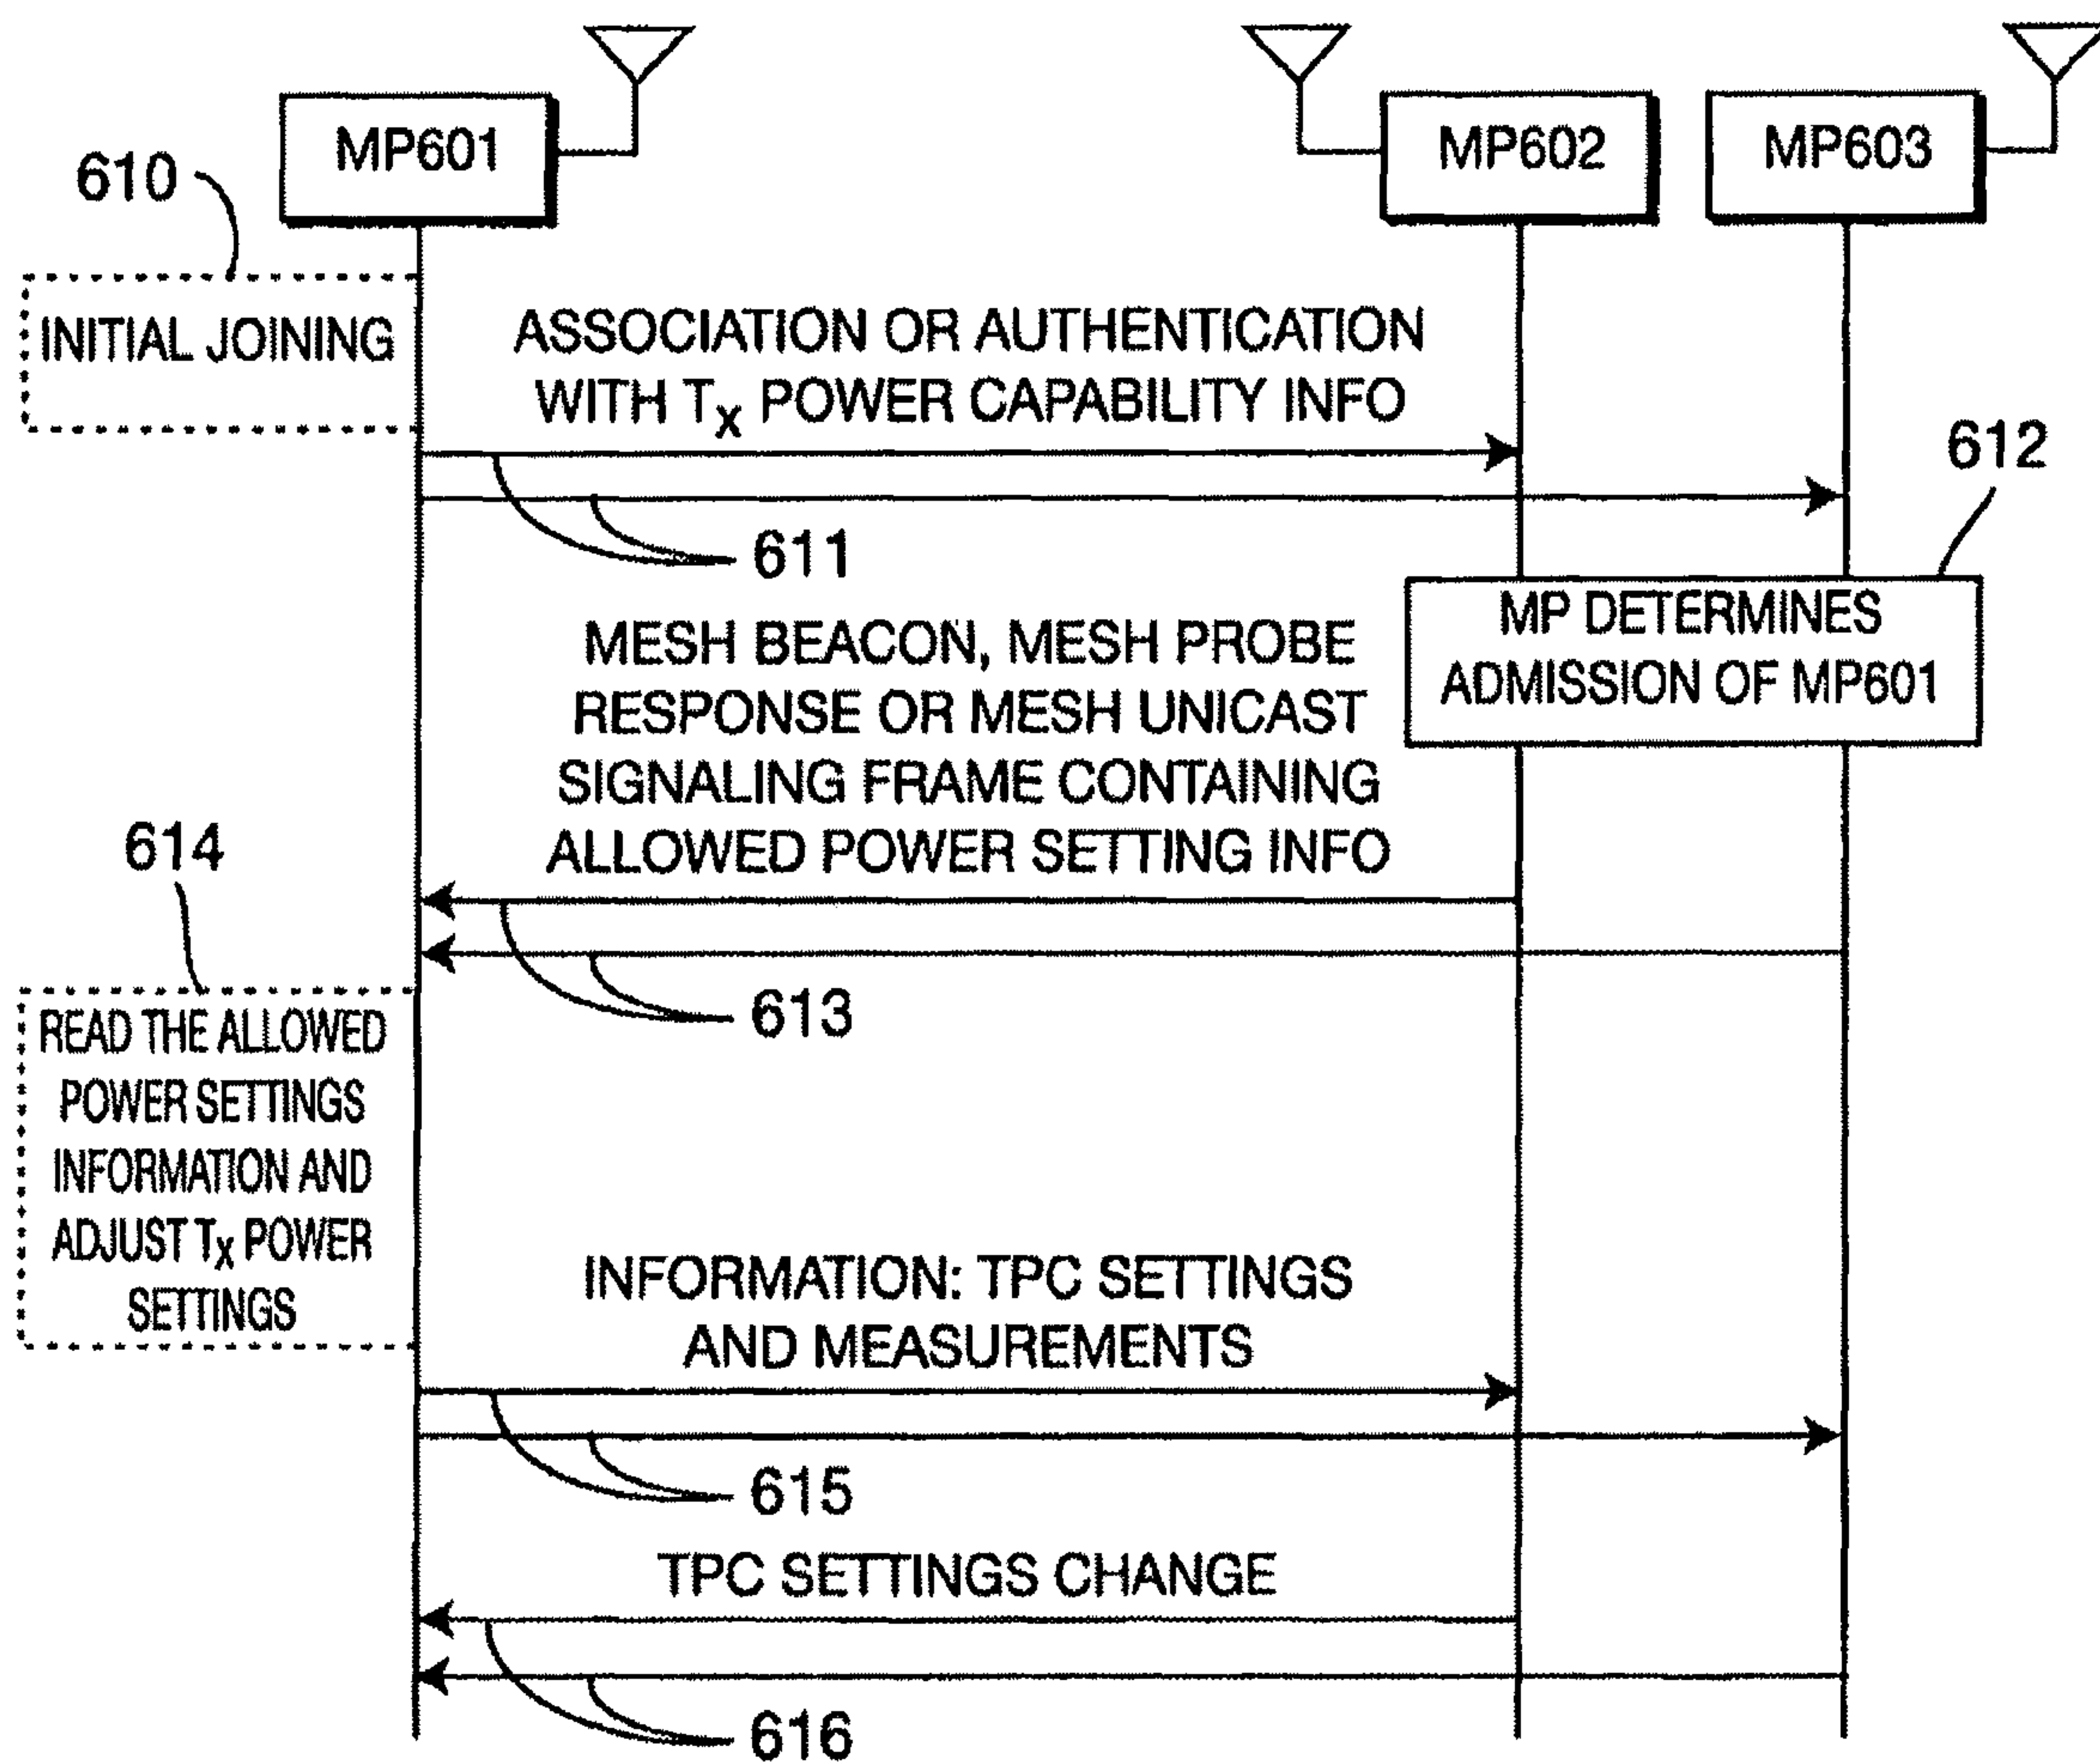 MP601
MP602
MP603
610
INITIAL JOINING
ASSOCIATION OR AUTHENTICATION
WITH Tx POWER CAPABILITY INFO
611
612
MP DETERMINES
ADMISSION OF MP601
MESH BEACON, MESH PROBE
RESPONSE OR MESH UNICAST
SIGNALING FRAME CONTAINING
ALLOWED POWER SETTING INFO
613
614
READ THE ALLOWED
POWER SETTINGS
INFORMATION AND
ADJUST Tx POWER
SETTINGS
INFORMATION: TPC SETTINGS
AND MEASUREMENTS
615
TPC SETTINGS CHANGE
616